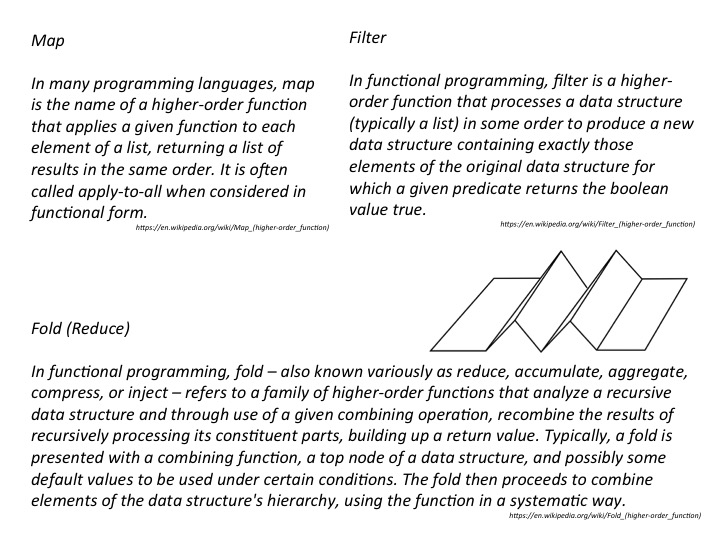 Map
In many programming languages, map
is the name of a higher-order function
that applies a given function to each
element of a list, returning a list of
results in the same order. It is often
called apply-to-all when considered in
functional form.
https://en.wikipedia.org/wiki/Map_(higher-order_function)
Filter
In functional programming, filter is a higher-
order function that processes a data structure
(typically a list) in some order to produce a new
data structure containing exactly those
elements of the original data structure for
which a given predicate returns the boolean
value true.
https://en.wikipedia.org/wiki/Filter_(higher-order_function)
Fold (Reduce)
In functional programming, fold – also known variously as reduce, accumulate, aggregate,
compress, or inject – refers to a family of higher-order functions that analyze a recursive
data structure and through use of a given combining operation, recombine the results of
recursively processing its constituent parts, building up a return value. Typically, a fold is
presented with a combining function, a top node of a data structure, and possibly some
default values to be used under certain conditions. The fold then proceeds to combine
elements of the data structure's hierarchy, using the function in a systematic way.
https://en.wikipedia.org/wiki/Fold_(higher-order_function)